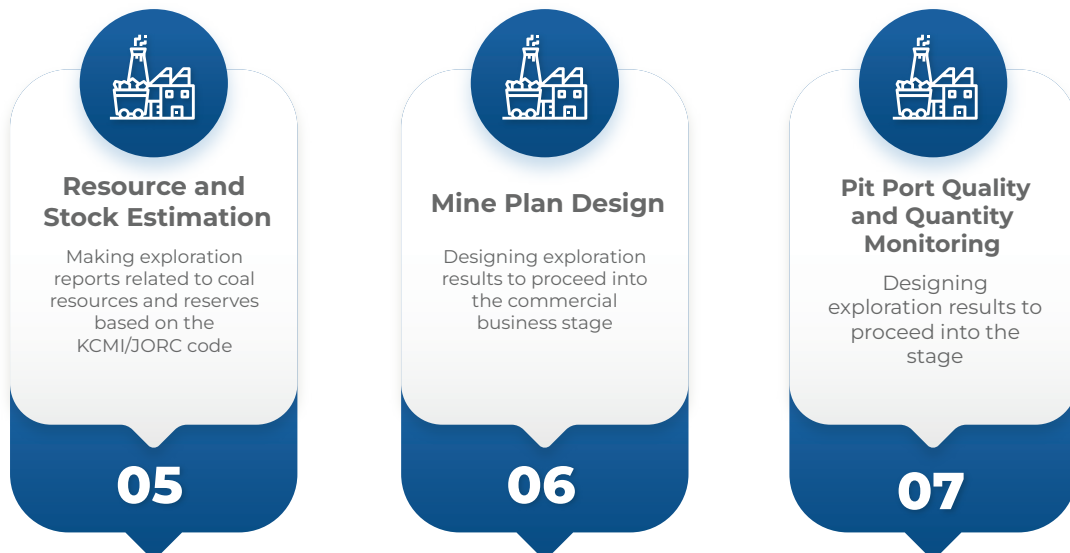 Resource and
Stock Estimation
Making exploration
reports related to coal
resources and reserves
based on the
KCMI/JORC code
05
Mine Plan Design
Designing exploration
results to proceed into
the commercial
business stage
06
Pit Port Quality
and Quantity
Monitoring
Designing
exploration results to
proceed into the
stage
07